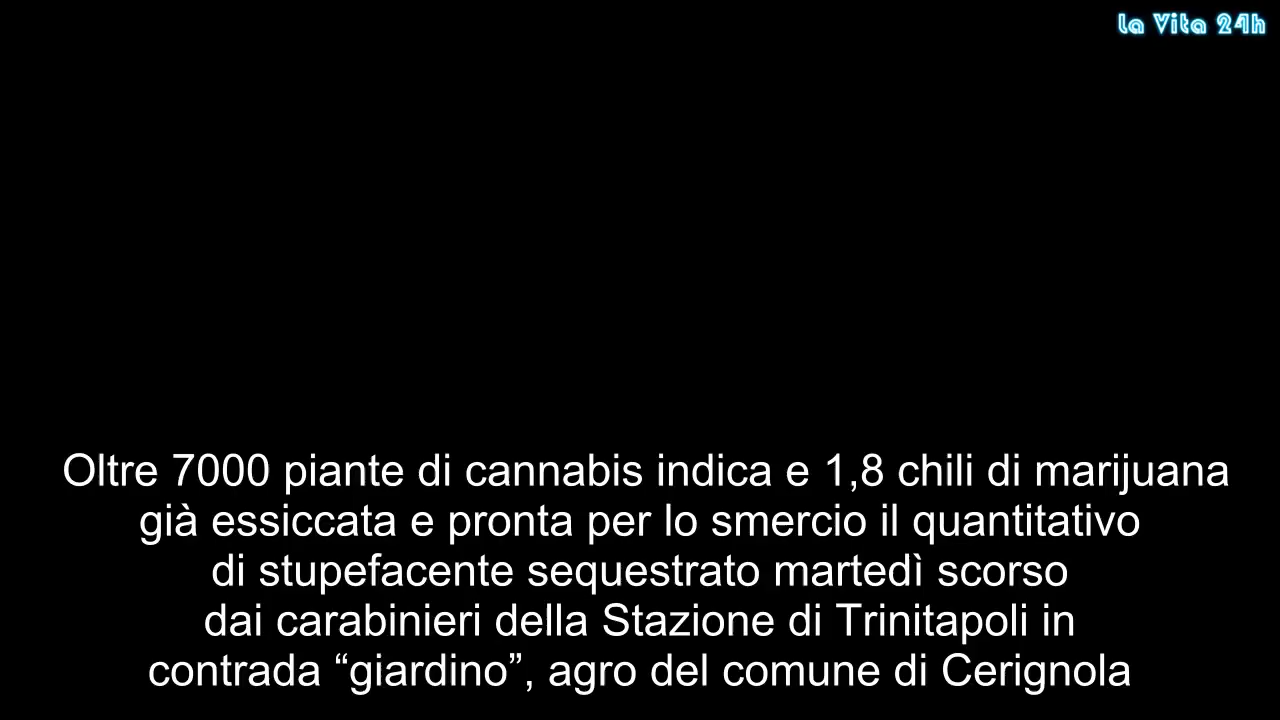 La Vita 24h
Oltre 7000 piante di cannabis indica e 1,8 chili di marijuana
già essiccata e pronta per lo smercio il quantitativo
di stupefacente sequestrato martedì scorso
dai carabinieri della Stazione di Trinitapoli in
contrada “giardino”, agro del comune di Cerignola